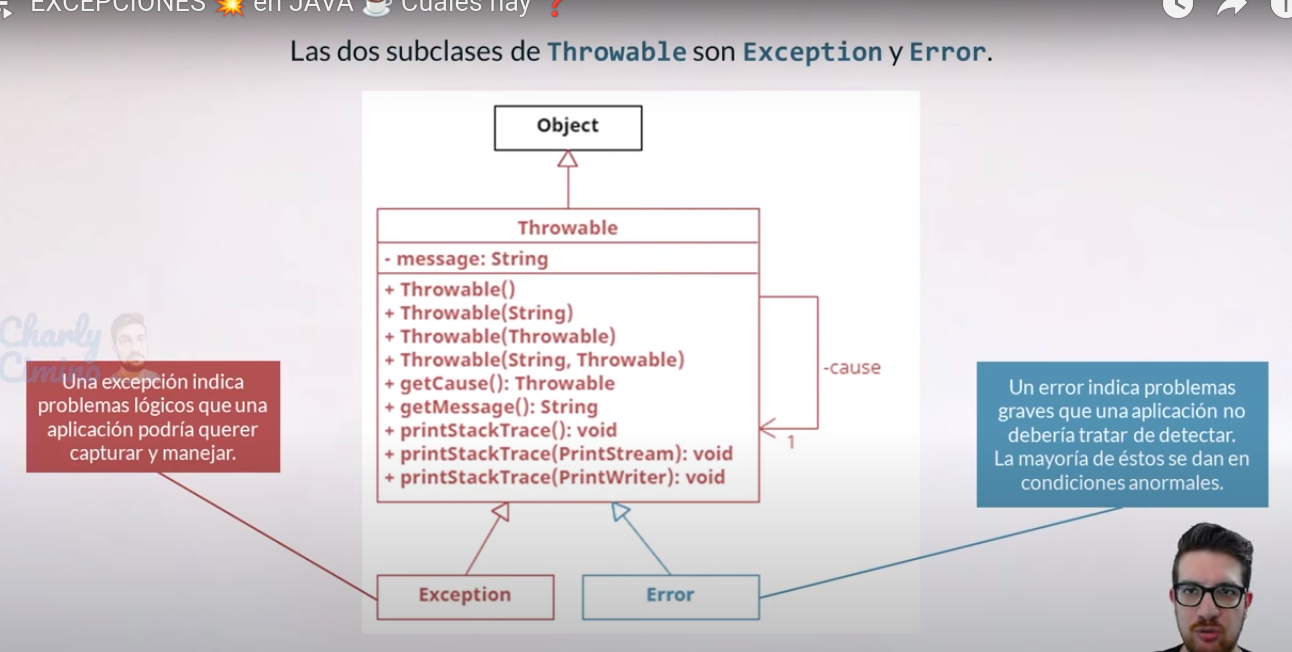 EXCEPCIONES 💥 en JAVA ☕ Cuáles hay ❓
Las dos subclases de Throwable son Exception y Error.
Object
Throwable
- message: String
+ Throwable()
+ Throwable(String)
+ Throwable(Throwable)
+ Throwable(String, Throwable)
+ getCause(): Throwable
+ getMessage(): String
+ printStackTrace(): void
+ printStackTrace(PrintStream): void
+ printStackTrace(PrintWriter): void
-cause
1
Charly
Cimino
Una excepción indica
problemas lógicos que una
aplicación podría querer
capturar y manejar.
Un error indica problemas
graves que una aplicación no
debería tratar de detectar.
La mayoría de éstos se dan en
condiciones anormales.
Exception
Error